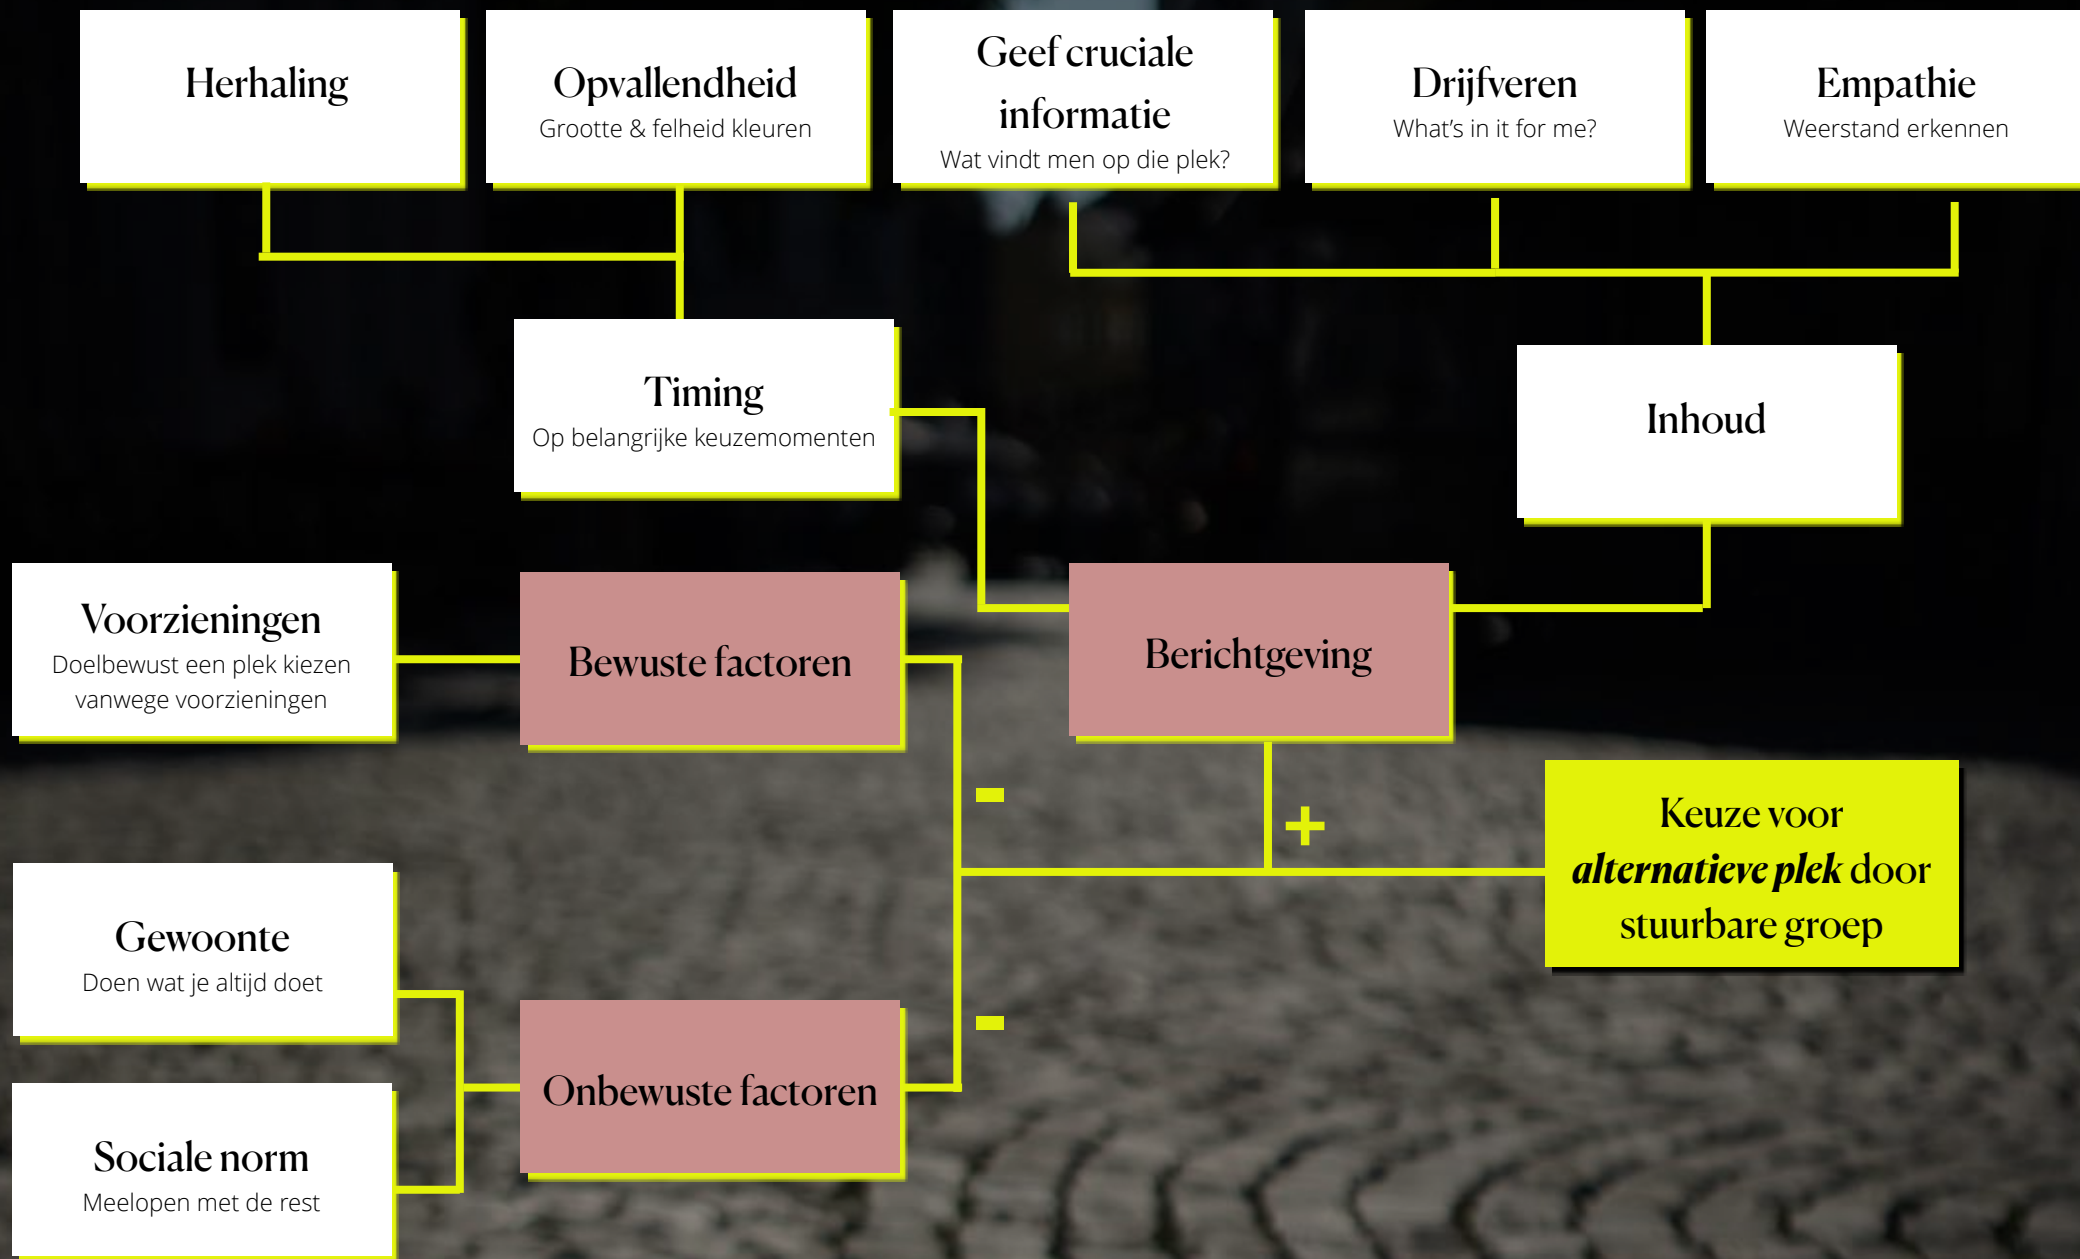 Herhaling
Opvallendheid
Grootte & felheid kleuren
Geef cruciale
informatie
Wat vindt men op die plek?
Drijfveren
What's in it for me?
Empathie
Weerstand erkennen
Timing
Op belangrijke keuzemomenten
Inhoud
Voorzieningen
Doelbewust een plek kiezen
vanwege voorzieningen
Bewuste factoren
Berichtgeving
-
+
Keuze voor
alternatieve plek door
stuurbare groep
Gewoonte
Doen wat je altijd doet
-
Onbewuste factoren
Sociale norm
Meelopen met de rest